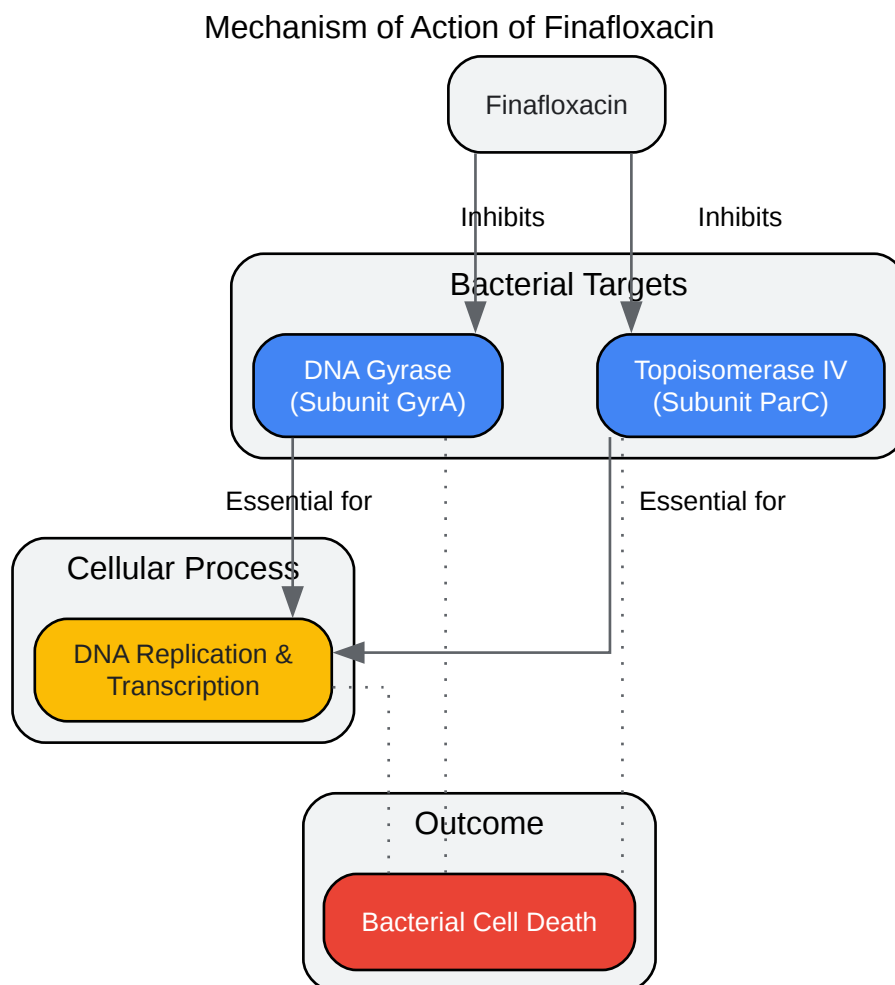 Mechanism of Action of Finafloxacin
Finafloxacin
Inhibits
Inhibits
Bacterial Targets
DNA Gyrase
(Subunit GyrA)
Topoisomerase IV
(Subunit ParC)
Essential for
Essential for
Cellular Process
DNA Replication &
Transcription
Outcome
Bacterial Cell Death